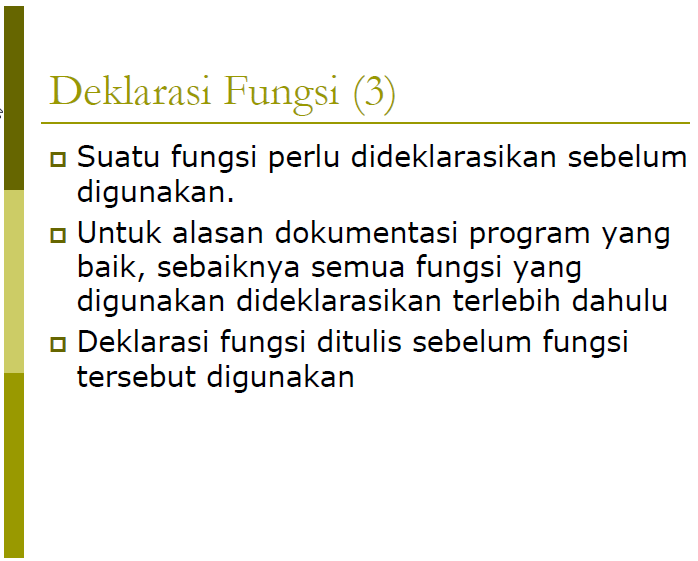 Deklarasi Fungsi (3)
Suatu fungsi perlu dideklarasikan sebelum
digunakan.
Untuk alasan dokumentasi program yang
baik, sebaiknya semua fungsi yang
digunakan dideklarasikan terlebih dahulu
Deklarasi fungsi ditulis sebelum fungsi
tersebut digunakan